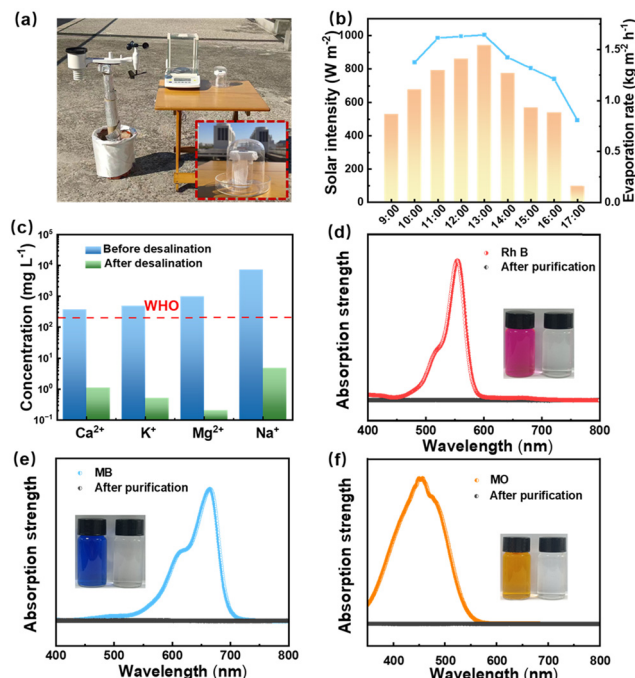 (a)
(b)
Solar intensity (W m⁻²)
1000
800
600
400
200
0
Evaporation rate (kg m⁻² h⁻¹)
1.5
1.0
0.5
0.0
9:00
10:00
11:00
12:00
13:00
14:00
15:00
16:00
17:00
(c)
Concentration (mg L⁻¹)
10⁵
10⁴
10³
10²
10¹
10⁰
10⁻¹
Before desalination
After desalination
WHO
Ca²⁺ K⁺ Mg²⁺ Na⁺
(d)
Absorption strength
Rh B
After purification
400 500 600 700 800
Wavelength (nm)
(e)
Absorption strength
MB
After purification
400 500 600 700 800
Wavelength (nm)
(f)
Absorption strength
MO
After purification
400 500 600 700 800
Wavelength (nm)